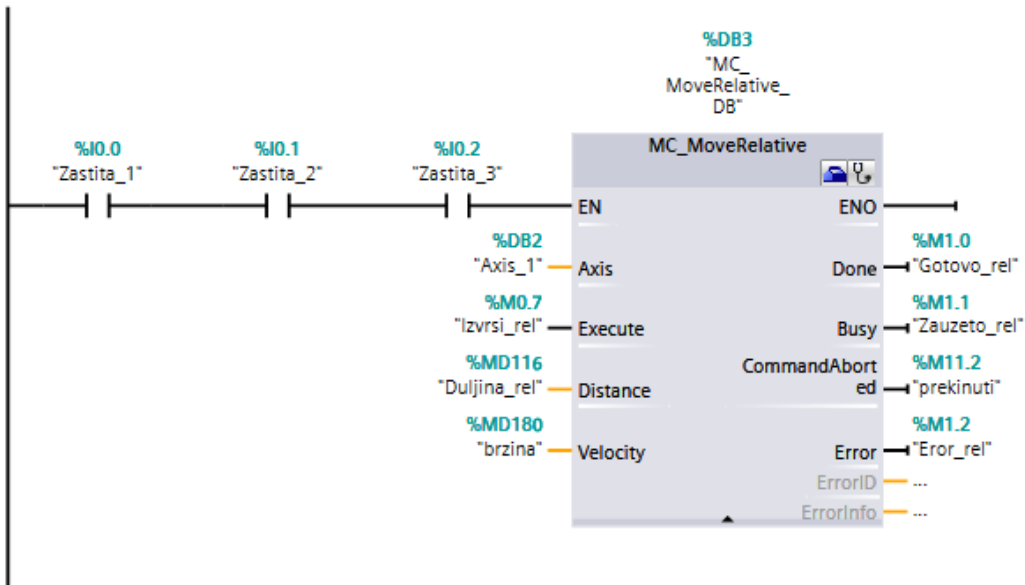 %DB3
"MC_
MoveRelative_
DB"
%I0.0
"Zastita_1"
%I0.1
"Zastita_2"
%I0.2
"Zastita_3"
MC_MoveRelative
EN
ENO
%DB2
"Axis_1"
Axis
Done
%M1.0
"Gotovo_rel"
%M0.7
"Izvrsi_rel"
Execute
Busy
%M1.1
"Zauzeto_rel"
%MD116
"Duljina_rel"
Distance
CommandAbort
ed
%M11.2
"prekinuti"
%MD180
"brzina"
Velocity
Error
%M1.2
"Eror_rel"
ErrorID
...
ErrorInfo
...